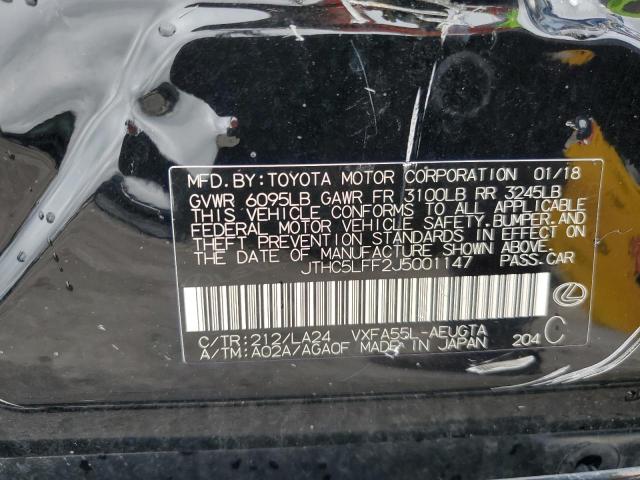 MFD. BY: TOYOTA MOTOR CORPORATION 01/18
GVWR 6095LB GAWR FR 3100LB RR 3245LB
THIS VEHICLE CONFORMS TO ALL APPLICABLE
FEDERAL MOTOR VEHICLE SAFETY, BUMPER, AND
THEFT PREVENTION STANDARDS IN EFFECT ON
THE DATE OF MANUFACTURE SHOWN ABOVE.
JTHC5LFF2J5001147 PASS.CAR
C/TR: 212/LA24 VXFA55L-AEUGTA
A/TM: A02A/AGA0F MADE IN JAPAN 204 C